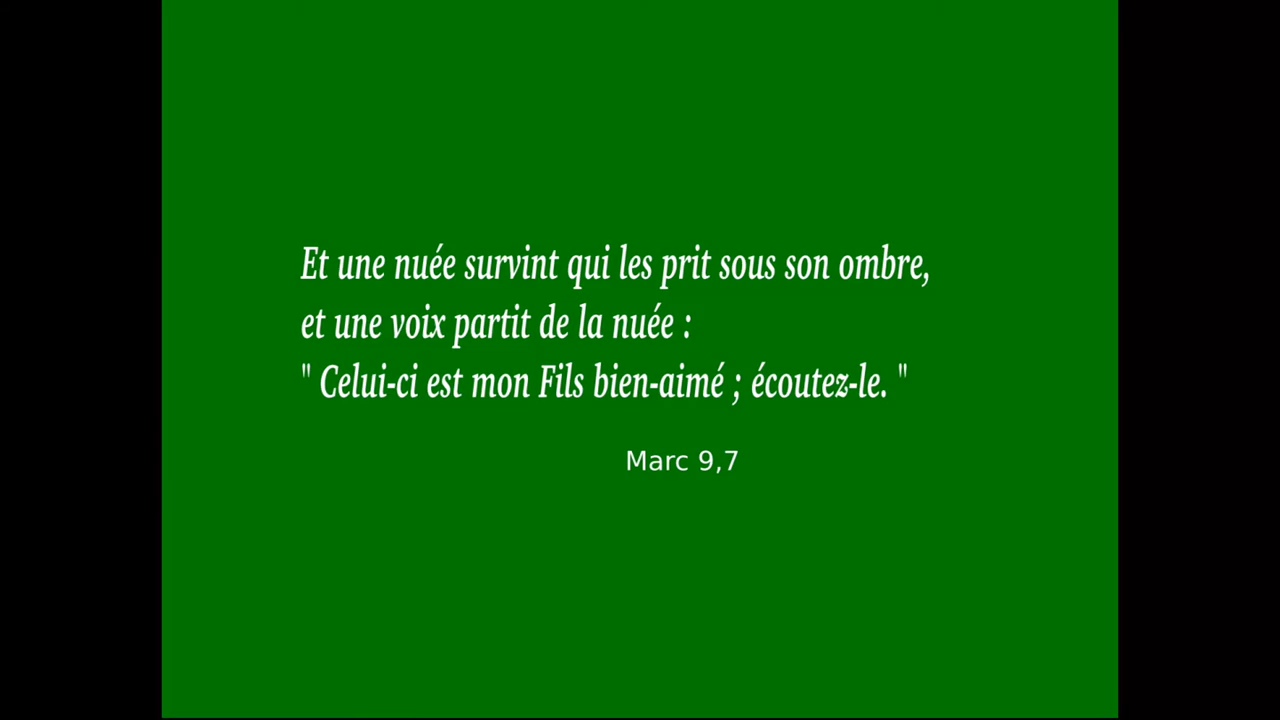 Et une nuée survint qui les prit sous son ombre,
et une voix partit de la nuée :
" Celui-ci est mon Fils bien-aimé ; écoutez-le. "
Marc 9,7